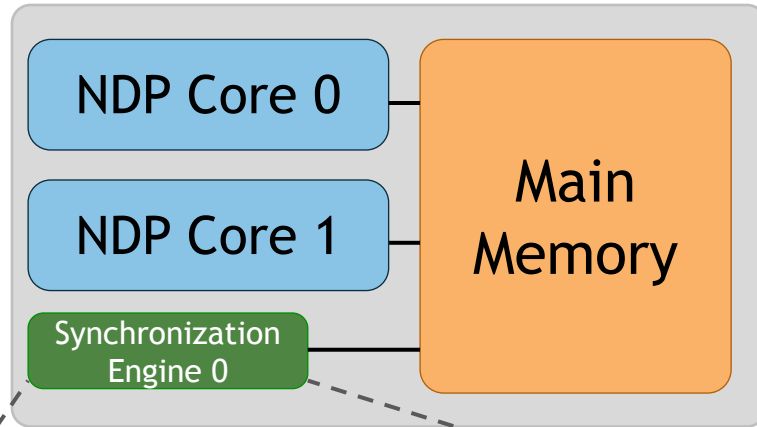 NDP Core 0
NDP Core 1
Synchronization
Engine 0
Main
Memory